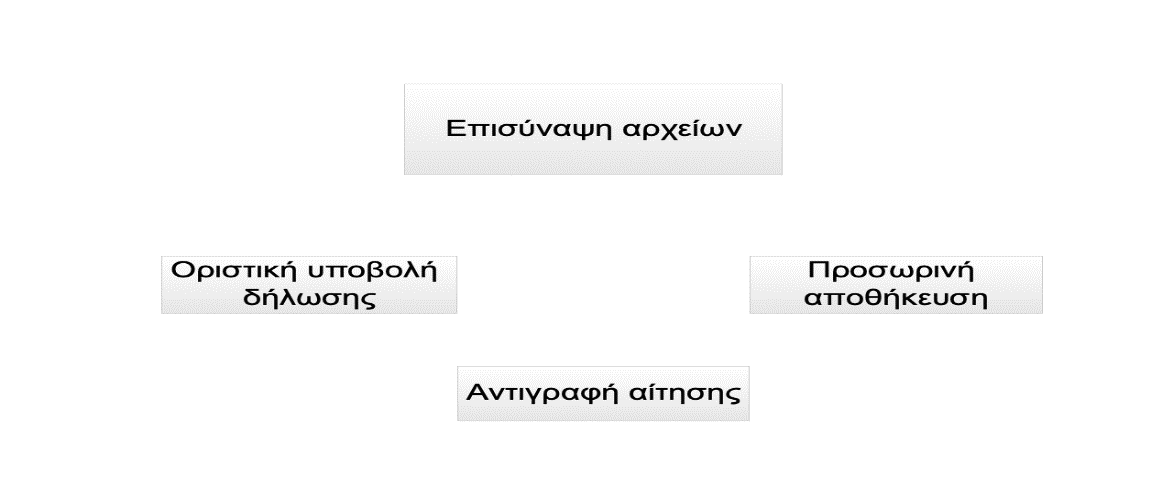 Επισύναψη αρχείων
Οριστική υποβολή
δήλωσης
Προσωρινή
αποθήκευση
Αντιγραφή αίτησης